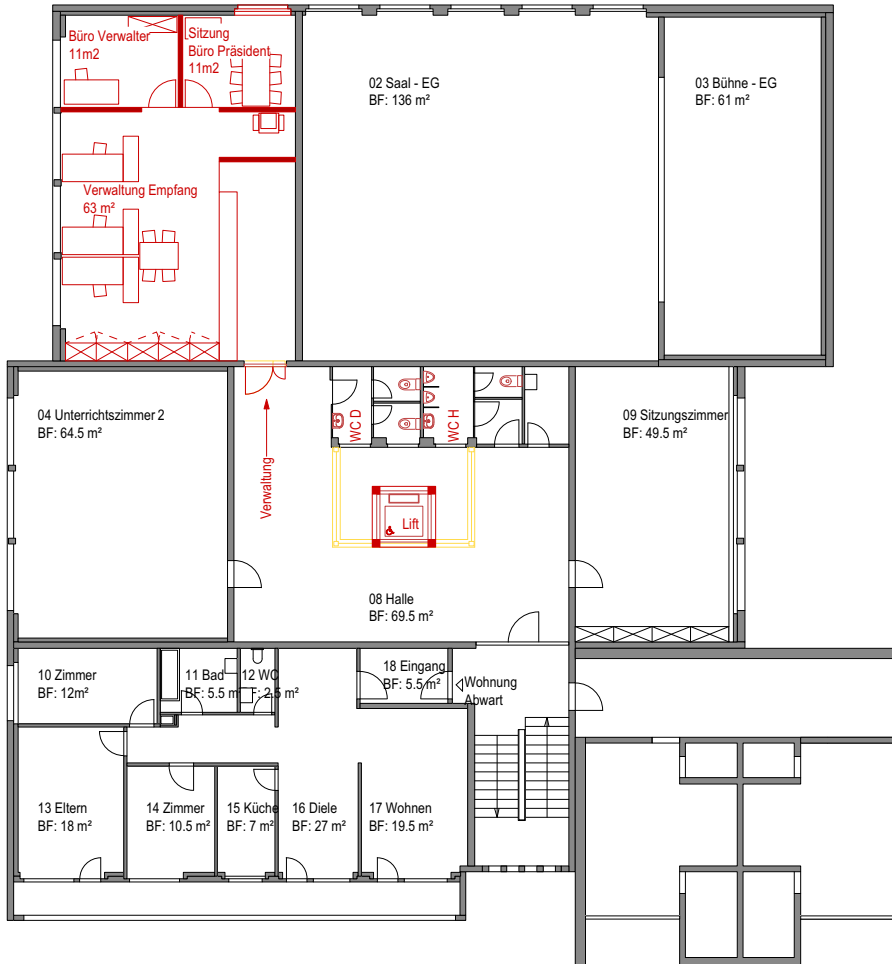 Büro Verwalter
11m2
Sitzung
Büro Präsident
11m2
02 Saal - EG
BF: 136 m²
03 Bühne - EG
BF: 61 m²
Verwaltung Empfang
63 m²
04 Unterrichtszimmer 2
BF: 64.5 m²
WC D
WC H
09 Sitzungszimmer
BF: 49.5 m²
Verwaltung
Lift
08 Halle
BF: 69.5 m²
10 Zimmer
BF: 12m²
11 Bad
BF: 5.5 m²
12 WC
BF: 2.5 m²
18 Eingang
BF: 5.5 m²
Wohnung
Abwart
13 Eltern
BF: 18 m²
14 Zimmer
BF: 10.5 m²
15 Küche
BF: 7 m²
16 Diele
BF: 27 m²
17 Wohnen
BF: 19.5 m²